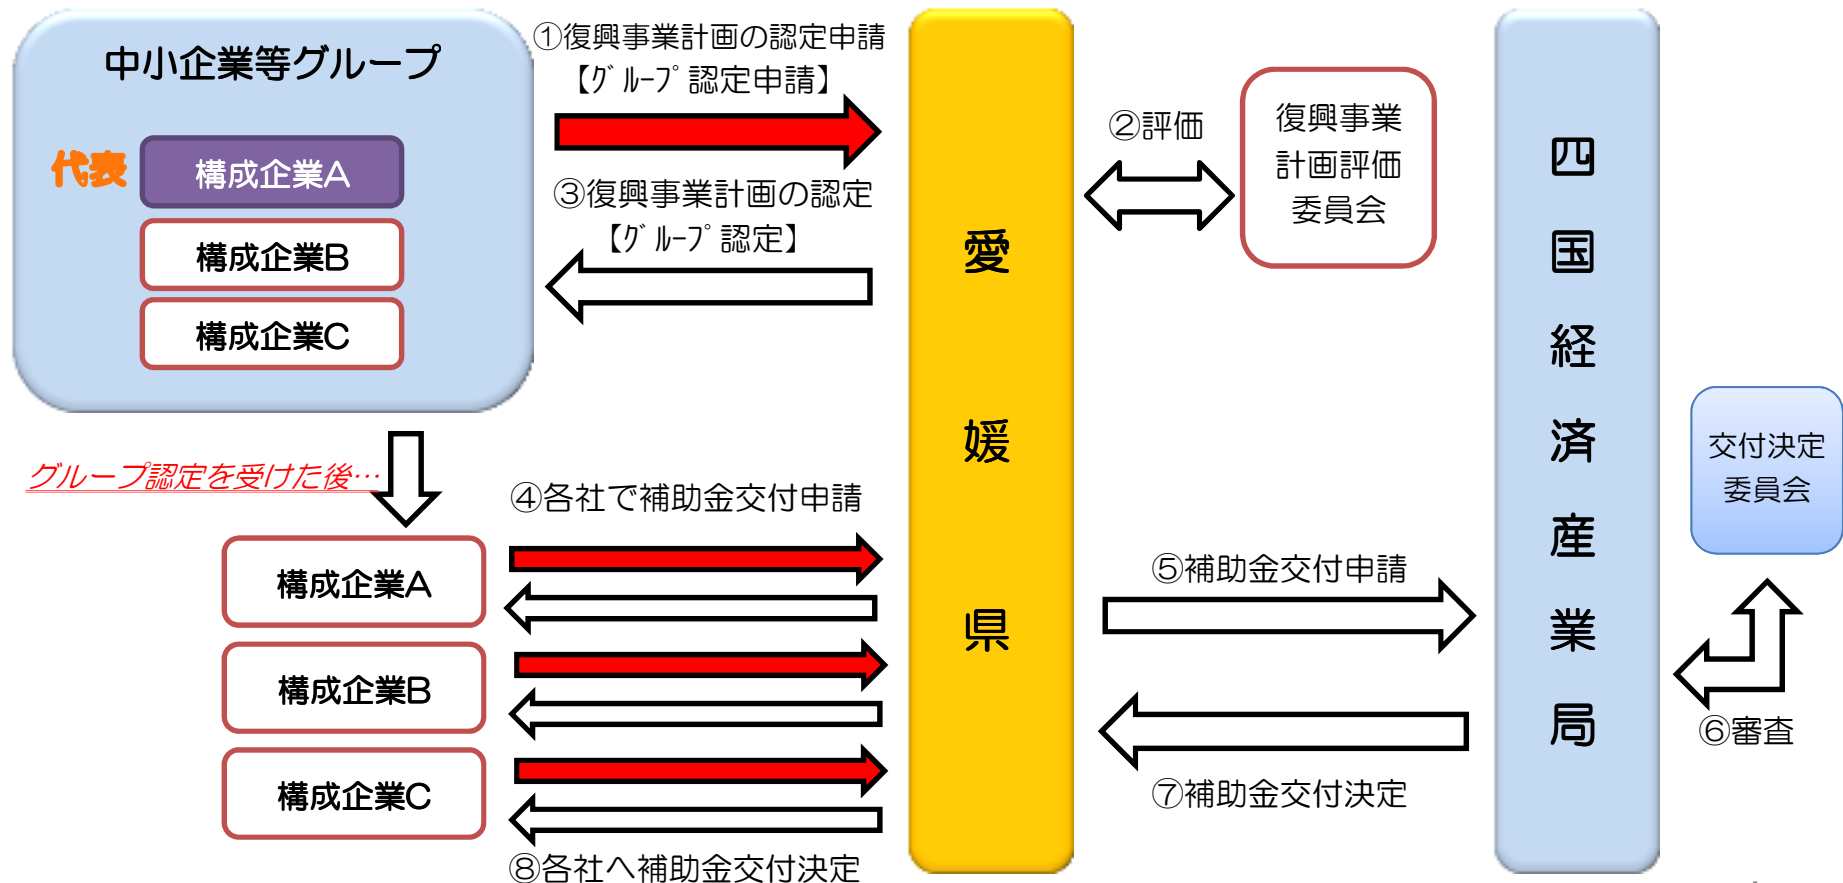 中小企業等グループ
代表
構成企業A
構成企業B
構成企業C
①復興事業計画の認定申請
【グループ認定申請】
③復興事業計画の認定
【グループ認定】
②評価
復興事業
計画評価
委員会
愛媛県
四国経済産業局
交付決定
委員会
グループ認定を受けた後…
④各社で補助金交付申請
構成企業A
構成企業B
構成企業C
⑧各社へ補助金交付決定
⑤補助金交付申請
⑥審査
⑦補助金交付決定